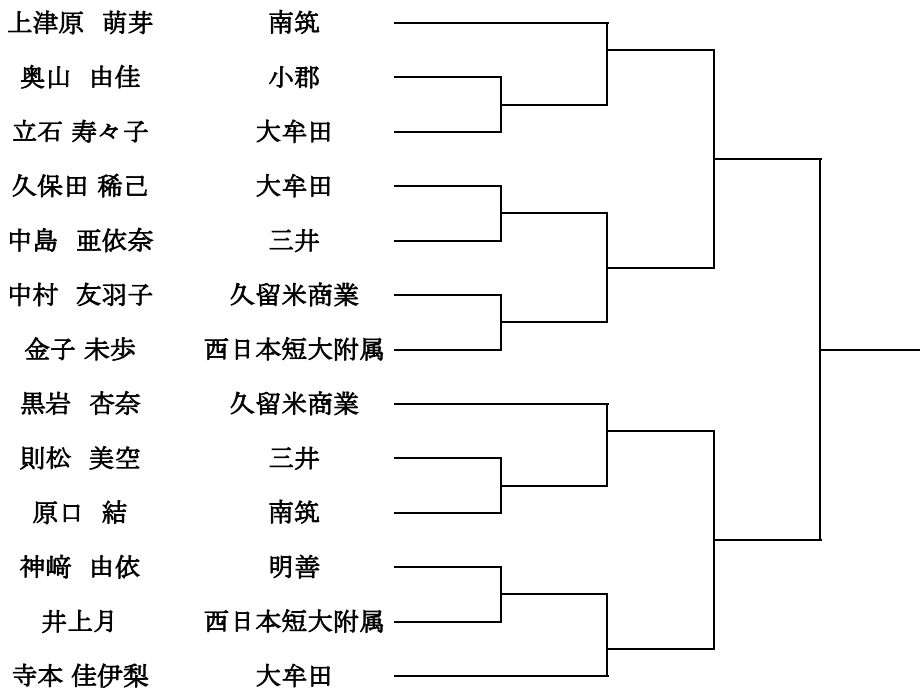 上津原 萌芽 南筑
奥山 由佳 小郡
立石 寿々子 大牟田
久保田 稀己 大牟田
中島 亜依奈 三井
中村 友羽子 久留米商業
金子 未歩 西日本短大附属
黒岩 杏奈 久留米商業
則松 美空 三井
原口 結 南筑
神﨑 由依 明善
井上月 西日本短大附属
寺本 佳伊梨 大牟田